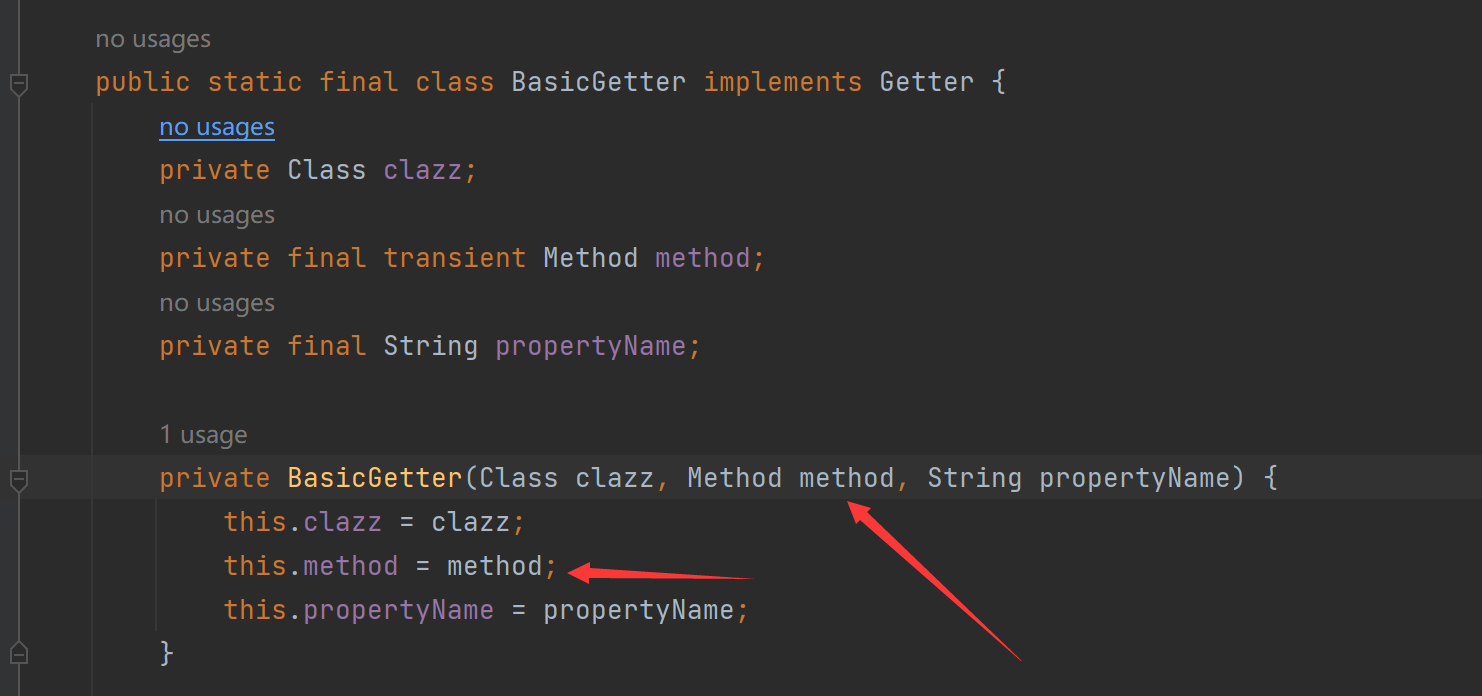 no usages
public static final class BasicGetter implements Getter {
no usages
private Class clazz;
no usages
private final transient Method method;
no usages
private final String propertyName;
1 usage
private BasicGetter(Class clazz, Method method, String propertyName) {
this.clazz = clazz;
this.method = method;
this.propertyName = propertyName;
}